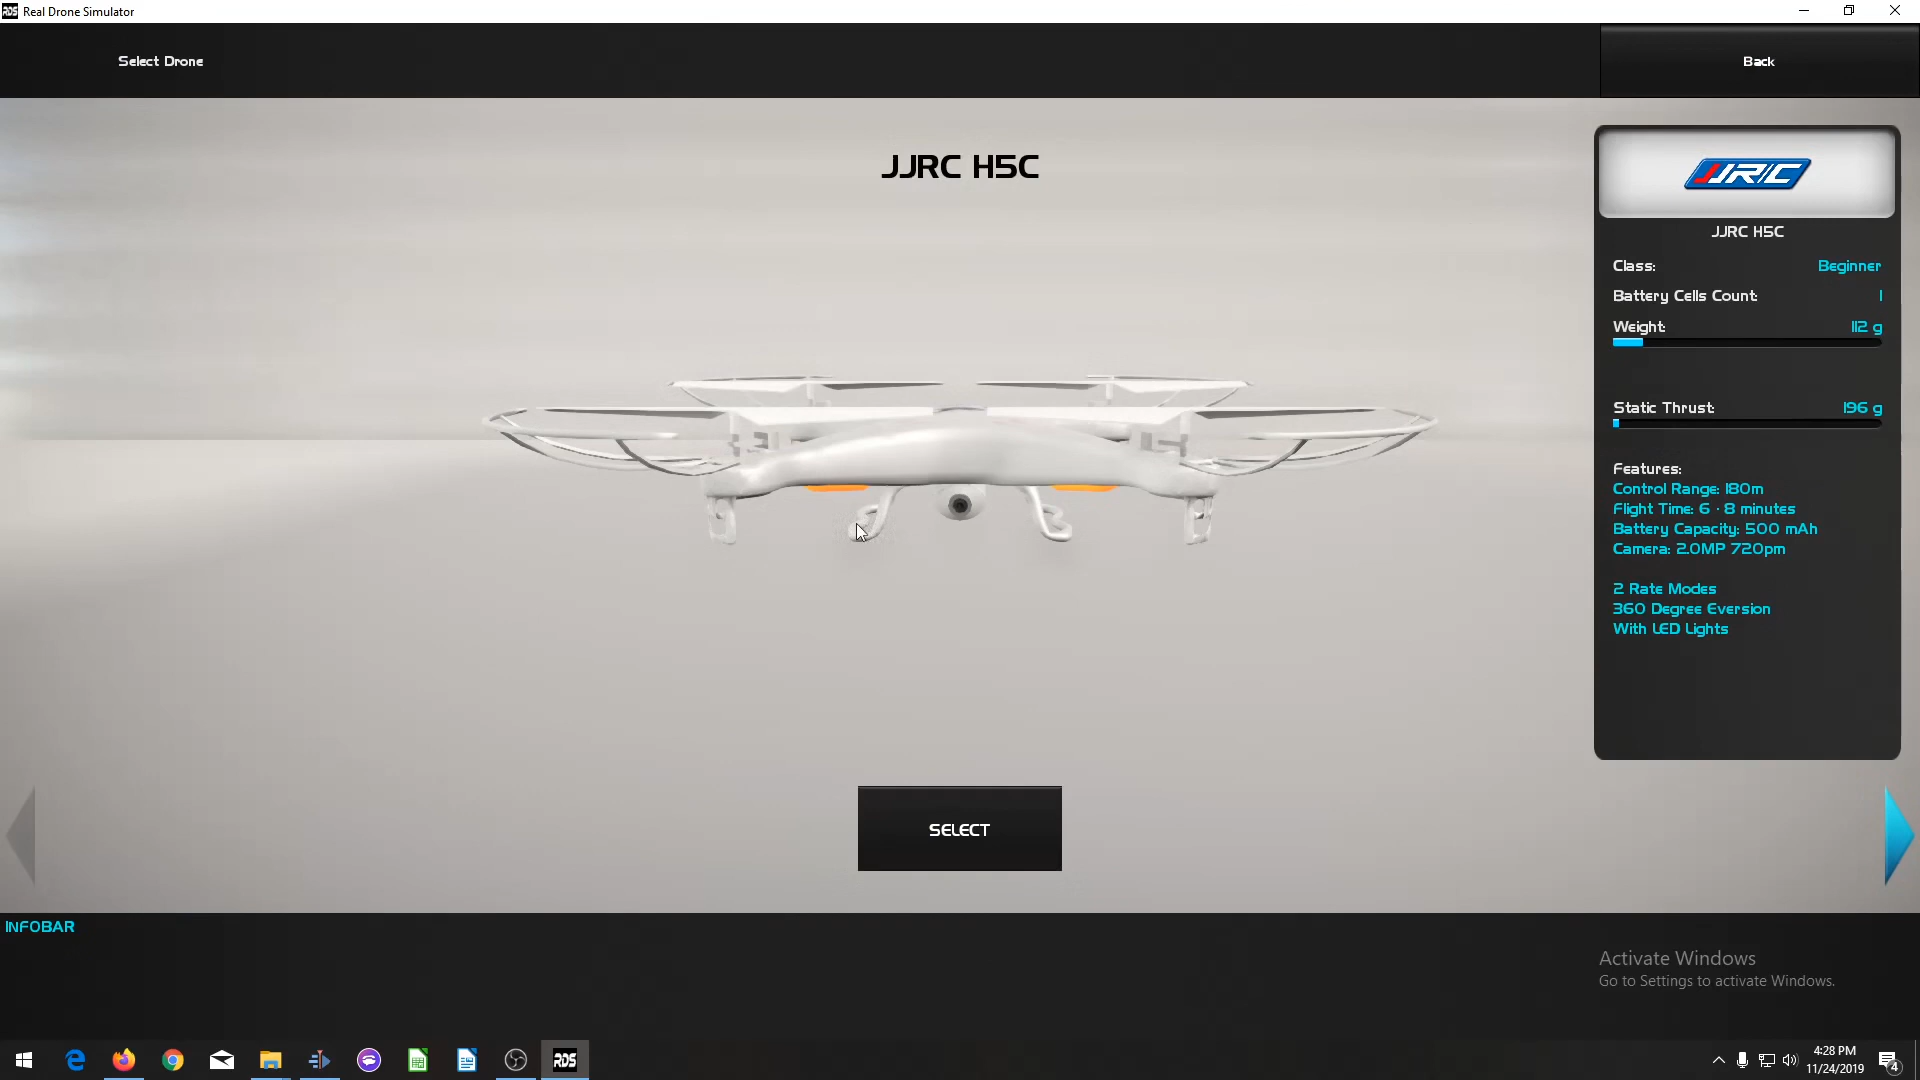 RDS Real Drone Simulator
Select Drone
Back
JJRC H5C
JJRC
JJRC H5C
Class: Beginner
Battery Cells Count: 1
Weight: 112 g
Static Thrust: 196 g
Features:
Control Range: 180m
Flight Time: 6 - 8 minutes
Battery Capacity: 500 mAh
Camera: 2.0MP 720pm
2 Rate Modes
360 Degree Eversion
With LED Lights
SELECT
INFOBAR
Activate Windows
Go to Settings to activate Windows.
RDS
4:28 PM
11/24/2019
4